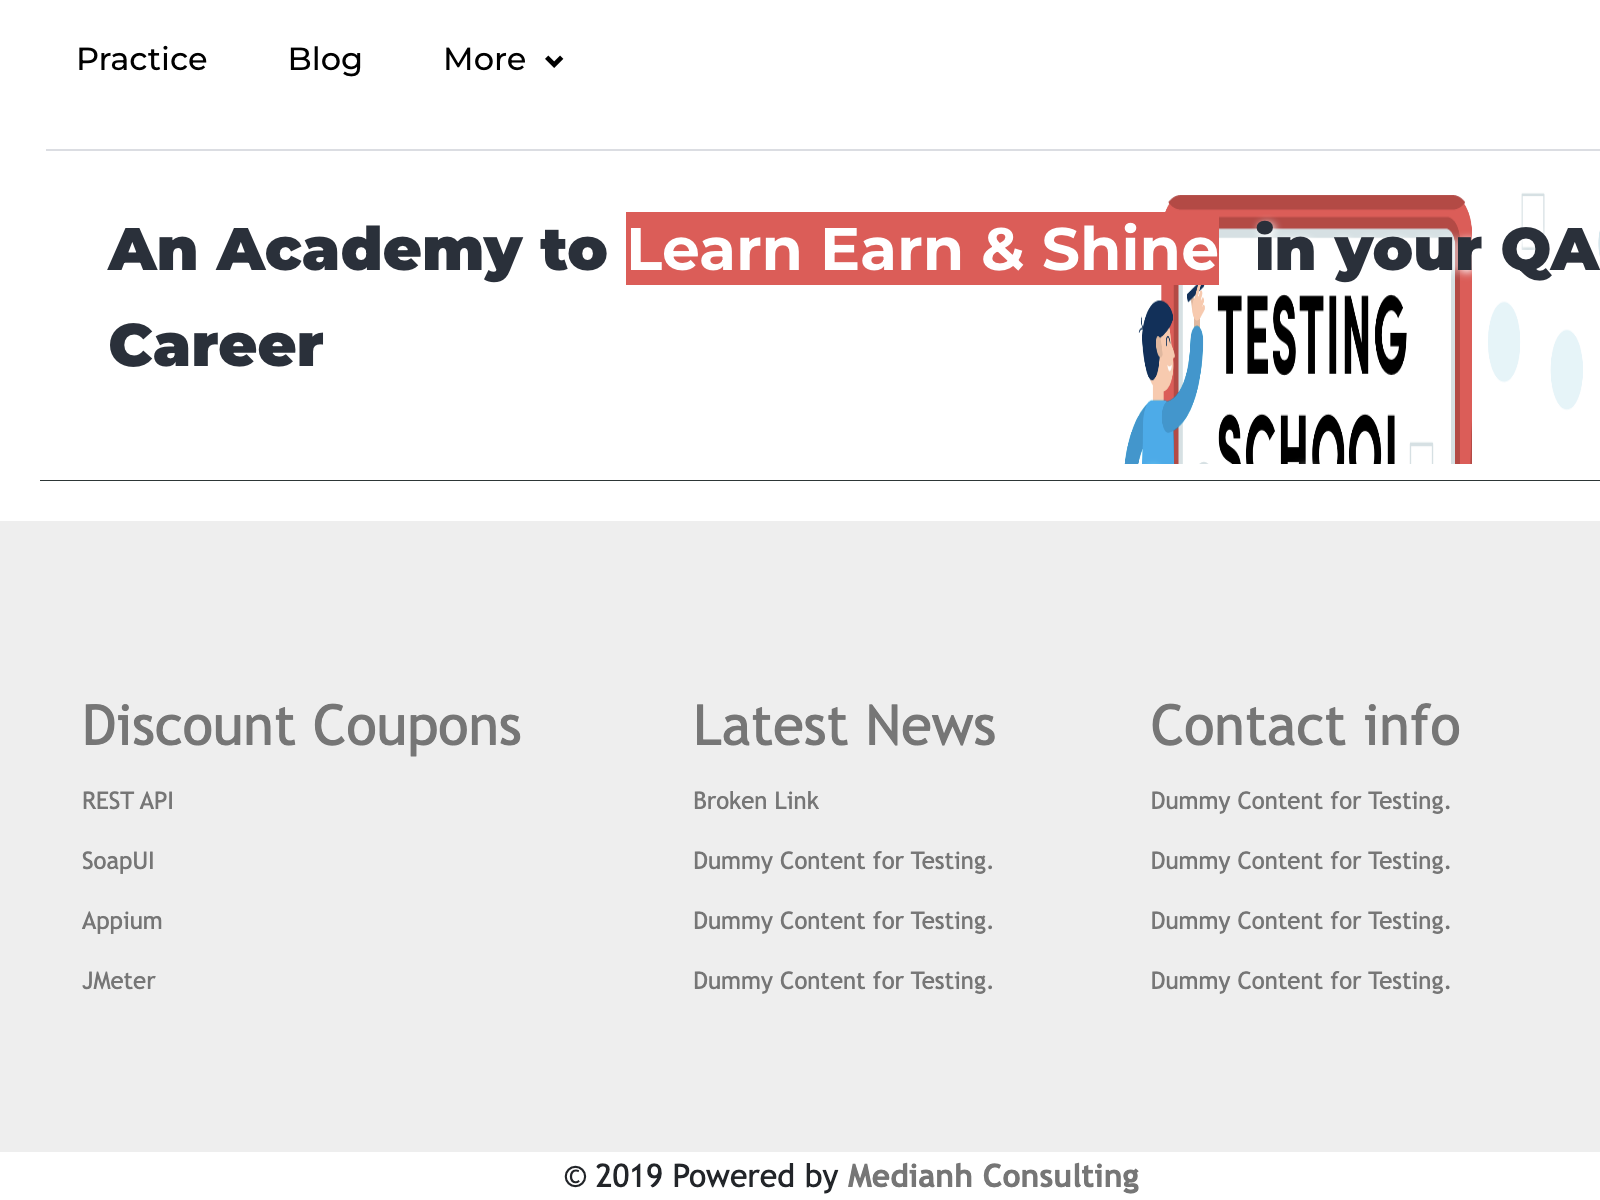 Practice Blog More
An Academy to Learn Earn & Shine in your QA
Career
TESTING
SCHOOL
Discount Coupons Latest News Contact info
REST API Broken Link Dummy Content for Testing.
SoapUI Dummy Content for Testing. Dummy Content for Testing.
Appium Dummy Content for Testing. Dummy Content for Testing.
JMeter Dummy Content for Testing. Dummy Content for Testing.
© 2019 Powered by Medianh Consulting